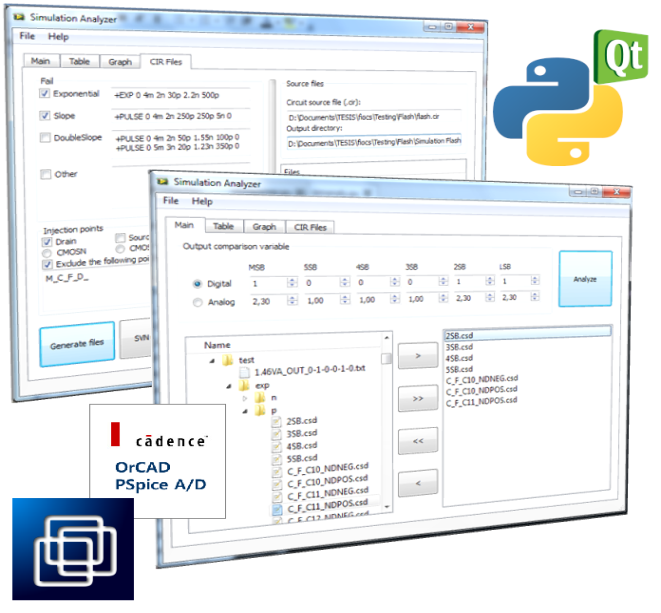 Simulation Analyzer
File Help
Main Table Graph CIR Files
Fail
Exponential +EXP 0 4m 2n 30p 2.2n 500p
Slope +PULSE 0 4m 2n 250p 250p 5n 0
DoubleSlope +PULSE 0 4m 2n 50p 1.55n 100p 0
+PULSE 0 5m 3n 20p 1.23n 350p 0
Other
Injection points
Drain Sourc
CMOSN CMO
Exclude the following poi
M_C_F_D_
Generate files SVN
Source files
Circuit source file (.cir):
D:\Documents\TESIS\fiocs\Testing\Flash\flash.cir
Output directory:
D:\Documents\TESIS\fiocs\Testing\Flash\Simulation Flash
Files
Qt
Simulation Analyzer
File Help
Main Table Graph CIR Files
Output comparison variable
MSB 5SB 4SB 3SB 2SB LSB
Digital 1 0 0 0 1 1
Analog 2,30 1,00 1,00 1,00 2,30 2,30
Analyze
Name
test
1.46VA_OUT_0-1-0-0-1-0.txt
exp
n
p
2SB.csd
3SB.csd
4SB.csd
5SB.csd
C_F_C10_NDNEG.csd
C_F_C10_NDPOS.csd
C_F_C11_NDNEG.csd
C_F_C11_NDPOS.csd
C_F_C12_NDNEG.csd
>
>>
<<
<
2SB.csd
3SB.csd
4SB.csd
5SB.csd
C_F_C10_NDNEG.csd
C_F_C10_NDPOS.csd
C_F_C11_NDPOS.csd
cādence
OrCAD
PSpice A/D